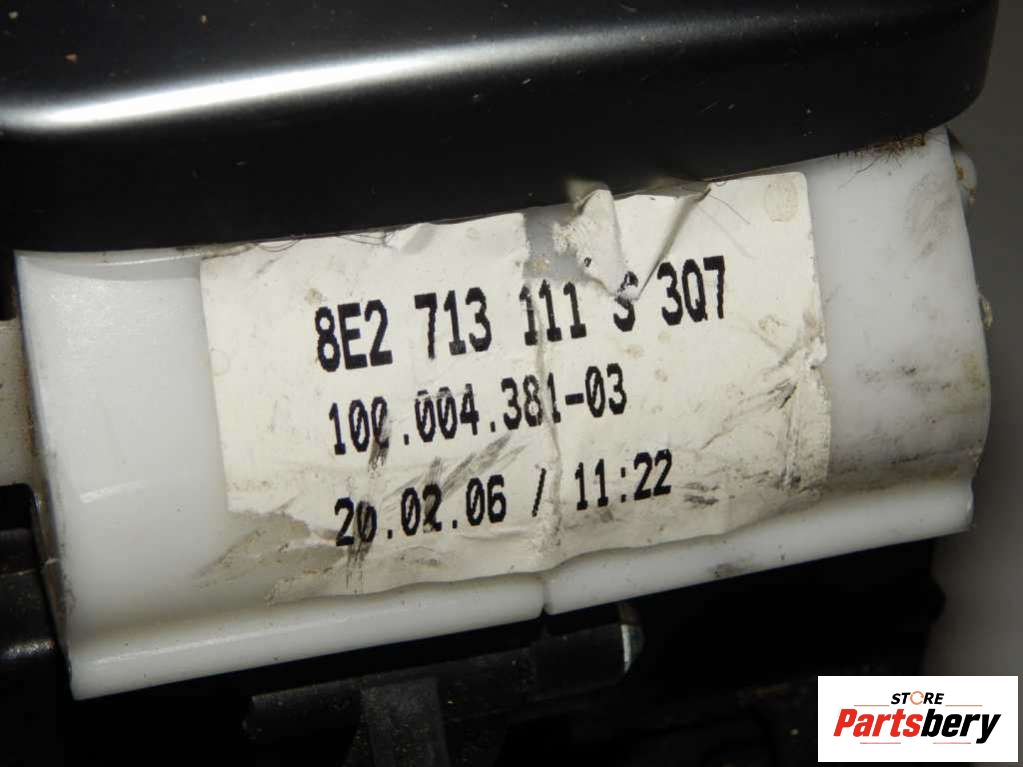 8E2 713 111 S 3Q7
100.004.381-03
20.02.06 / 11:22
STORE
Partsbery